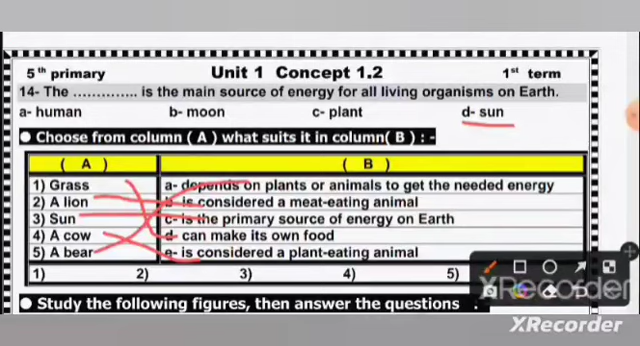 5th primary Unit 1 Concept 1.2 1st term
14- The .............. is the main source of energy for all living organisms on Earth.
a- human b- moon c- plant d- sun
● Choose from column ( A ) what suits it in column( B ) : -
( A ) ( B )
1) Grass a- depends on plants or animals to get the needed energy
2) A lion b- is considered a meat-eating animal
3) Sun c- is the primary source of energy on Earth
4) A cow d- can make its own food
5) A bear e- is considered a plant-eating animal
1) 2) 3) 4) 5)
● Study the following figures, then answer the questions :
XRecorder
XRecorder